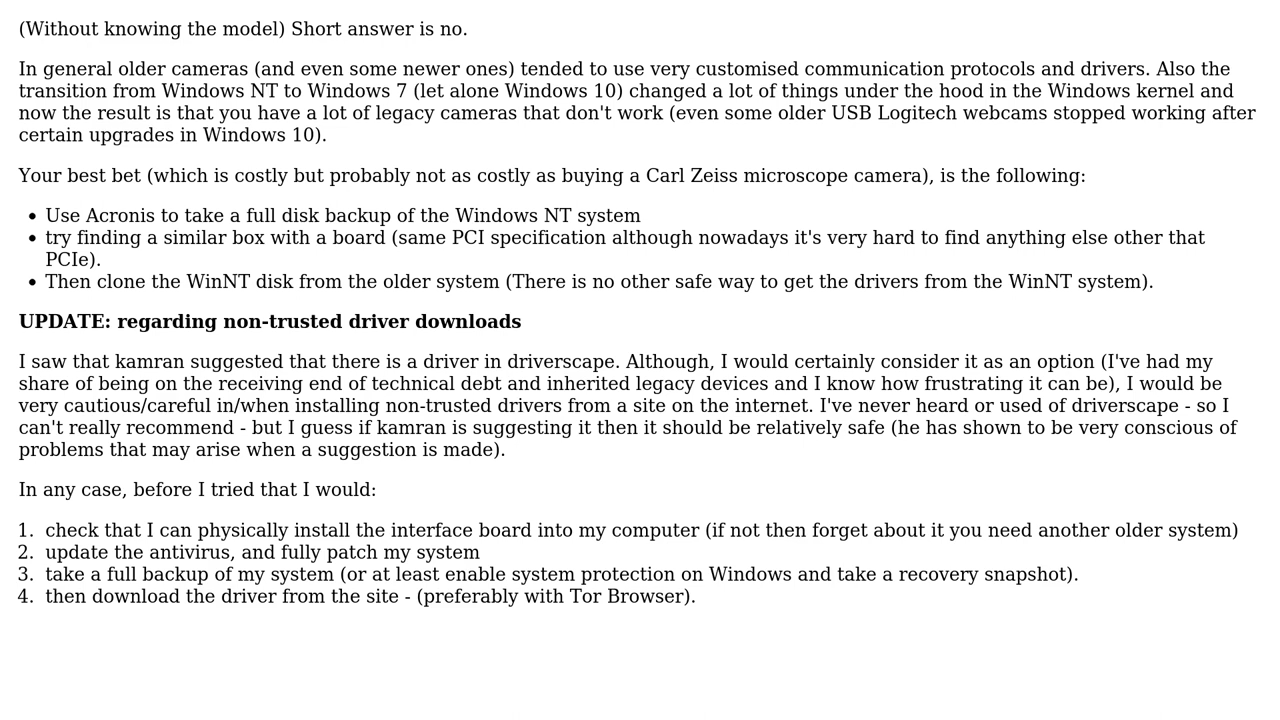 (Without knowing the model) Short answer is no.
In general older cameras (and even some newer ones) tended to use very customised communication protocols and drivers. Also the
transition from Windows NT to Windows 7 (let alone Windows 10) changed a lot of things under the hood in the Windows kernel and
now the result is that you have a lot of legacy cameras that don't work (even some older USB Logitech webcams stopped working after
certain upgrades in Windows 10).
Your best bet (which is costly but probably not as costly as buying a Carl Zeiss microscope camera), is the following:
• Use Acronis to take a full disk backup of the Windows NT system
• try finding a similar box with a board (same PCI specification although nowadays it's very hard to find anything else other that
PCIe).
• Then clone the WinNT disk from the older system (There is no other safe way to get the drivers from the WinNT system).
UPDATE: regarding non-trusted driver downloads
I saw that kamran suggested that there is a driver in driverscape. Although, I would certainly consider it as an option (I've had my
share of being on the receiving end of technical debt and inherited legacy devices and I know how frustrating it can be), I would be
very cautious/careful in/when installing non-trusted drivers from a site on the internet. I've never heard or used of driverscape - so I
can't really recommend - but I guess if kamran is suggesting it then it should be relatively safe (he has shown to be very conscious of
problems that may arise when a suggestion is made).
In any case, before I tried that I would:
1. check that I can physically install the interface board into my computer (if not then forget about it you need another older system)
2. update the antivirus, and fully patch my system
3. take a full backup of my system (or at least enable system protection on Windows and take a recovery snapshot).
4. then download the driver from the site - (preferably with Tor Browser).